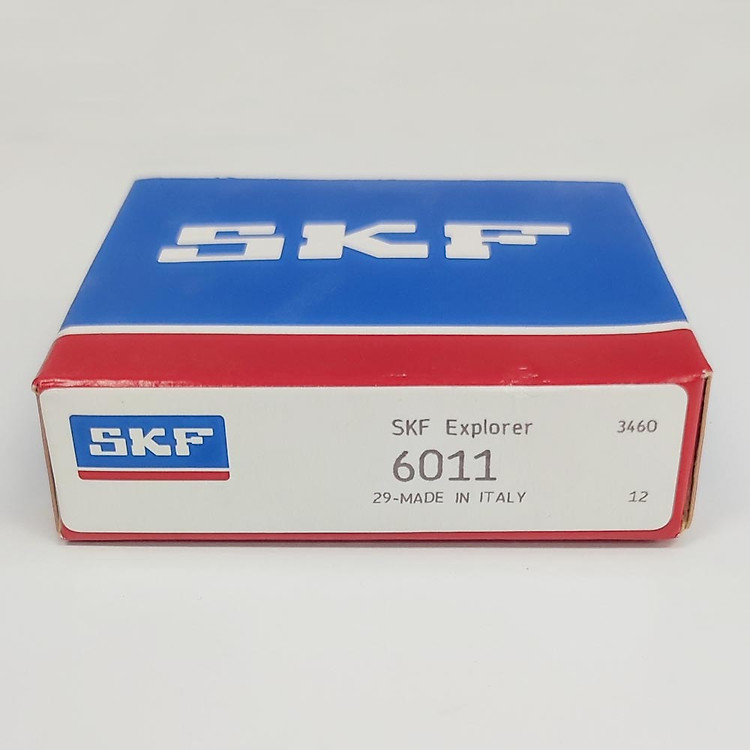 SKF
SKF
SKF Explorer
3460
6011
29-MADE IN ITALY
12